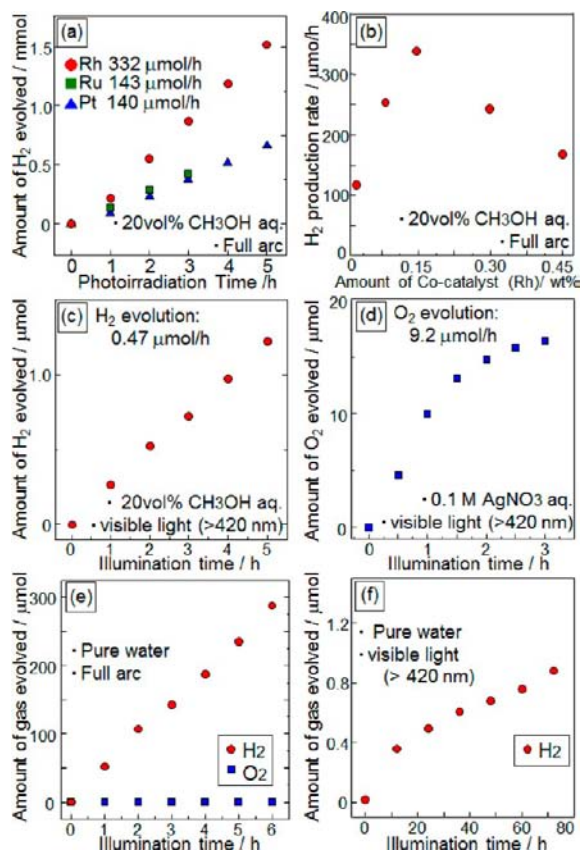 (a)
Rh 332 μmol/h
Ru 143 μmol/h
Pt 140 μmol/h
· 20vol% CH3OH aq.
· Full arc
Amount of H2 evolved / mmol
1.5
1.0
0.5
0
0 1 2 3 4 5
Photoirradiation Time /h
(b)
· 20vol% CH3OH aq.
· Full arc
H2 production rate / μmo/h
400
350
300
250
200
150
100
0
0 0.15 0.30 0.45
Amount of Co-catalyst (Rh)/ wt%
(c)
H2 evolution:
0.47 μmol/h
· 20vol% CH3OH aq.
· visible light (>420 nm)
Amount of H2 evolved / μmol
1.0
0
0 1 2 3 4 5
Illumination time / h
(d)
O2 evolution:
9.2 μmol/h
· 0.1 M AgNO3 aq.
· visible light (>420 nm)
Amount of O2 evolved / μmol
20
15
10
5
0
0 1 2 3
Illumination time / h
(e)
· Pure water
· Full arc
H2
O2
Amount of gas evolved / μmol
300
200
100
0
0 1 2 3 4 5 6
Illumination time / h
(f)
· Pure water
· visible light
(> 420 nm)
H2
Amount of gas evolved / μmol
1.2
0.8
0.4
0
0 20 40 60 80
Illumination time / h